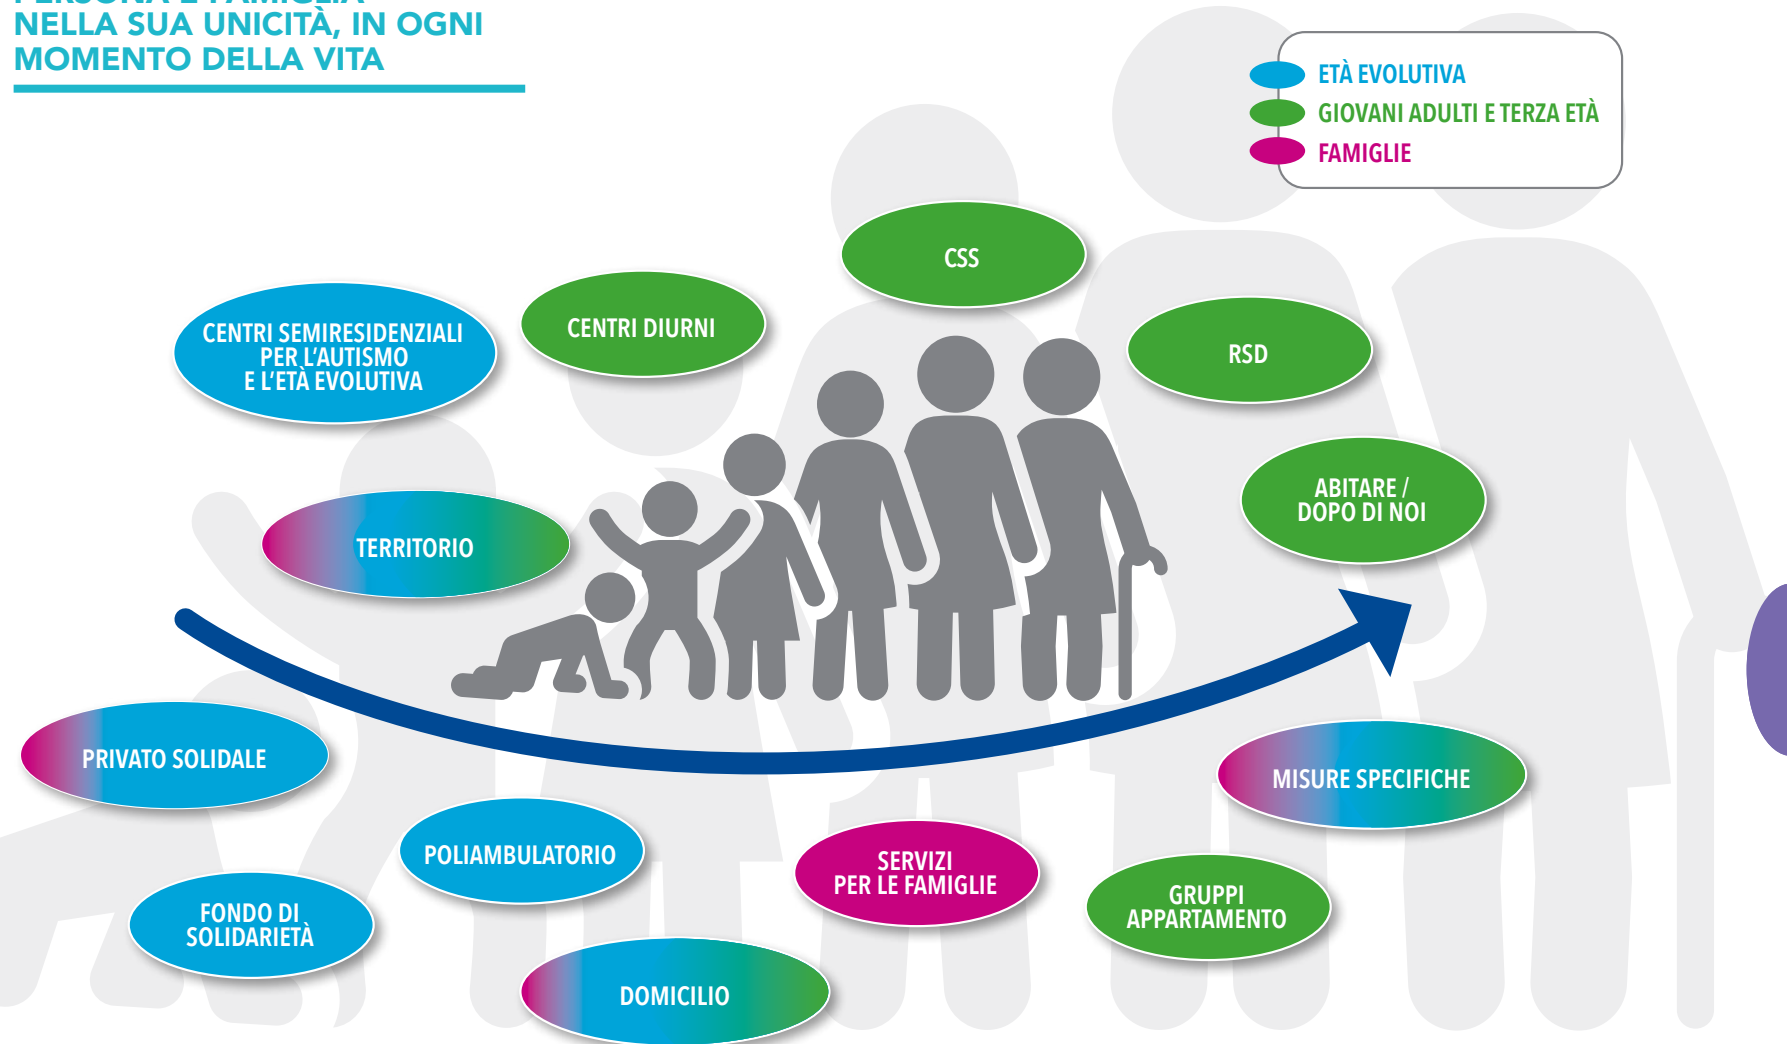 PERSONA E FAMIGLIA
NELLA SUA UNICITÀ, IN OGNI
MOMENTO DELLA VITA
ETÀ EVOLUTIVA
GIOVANI ADULTI E TERZA ETÀ
FAMIGLIE
CSS
CENTRI SEMIRESIDENZIALI
PER L'AUTISMO
E L'ETÀ EVOLUTIVA
CENTRI DIURNI
RSD
ABITARE /
DOPO DI NOI
TERRITORIO
PRIVATO SOLIDALE
MISURE SPECIFICHE
POLIAMBULATORIO
SERVIZI
PER LE FAMIGLIE
GRUPPI
APPARTAMENTO
FONDO DI
SOLIDARIETÀ
DOMICILIO